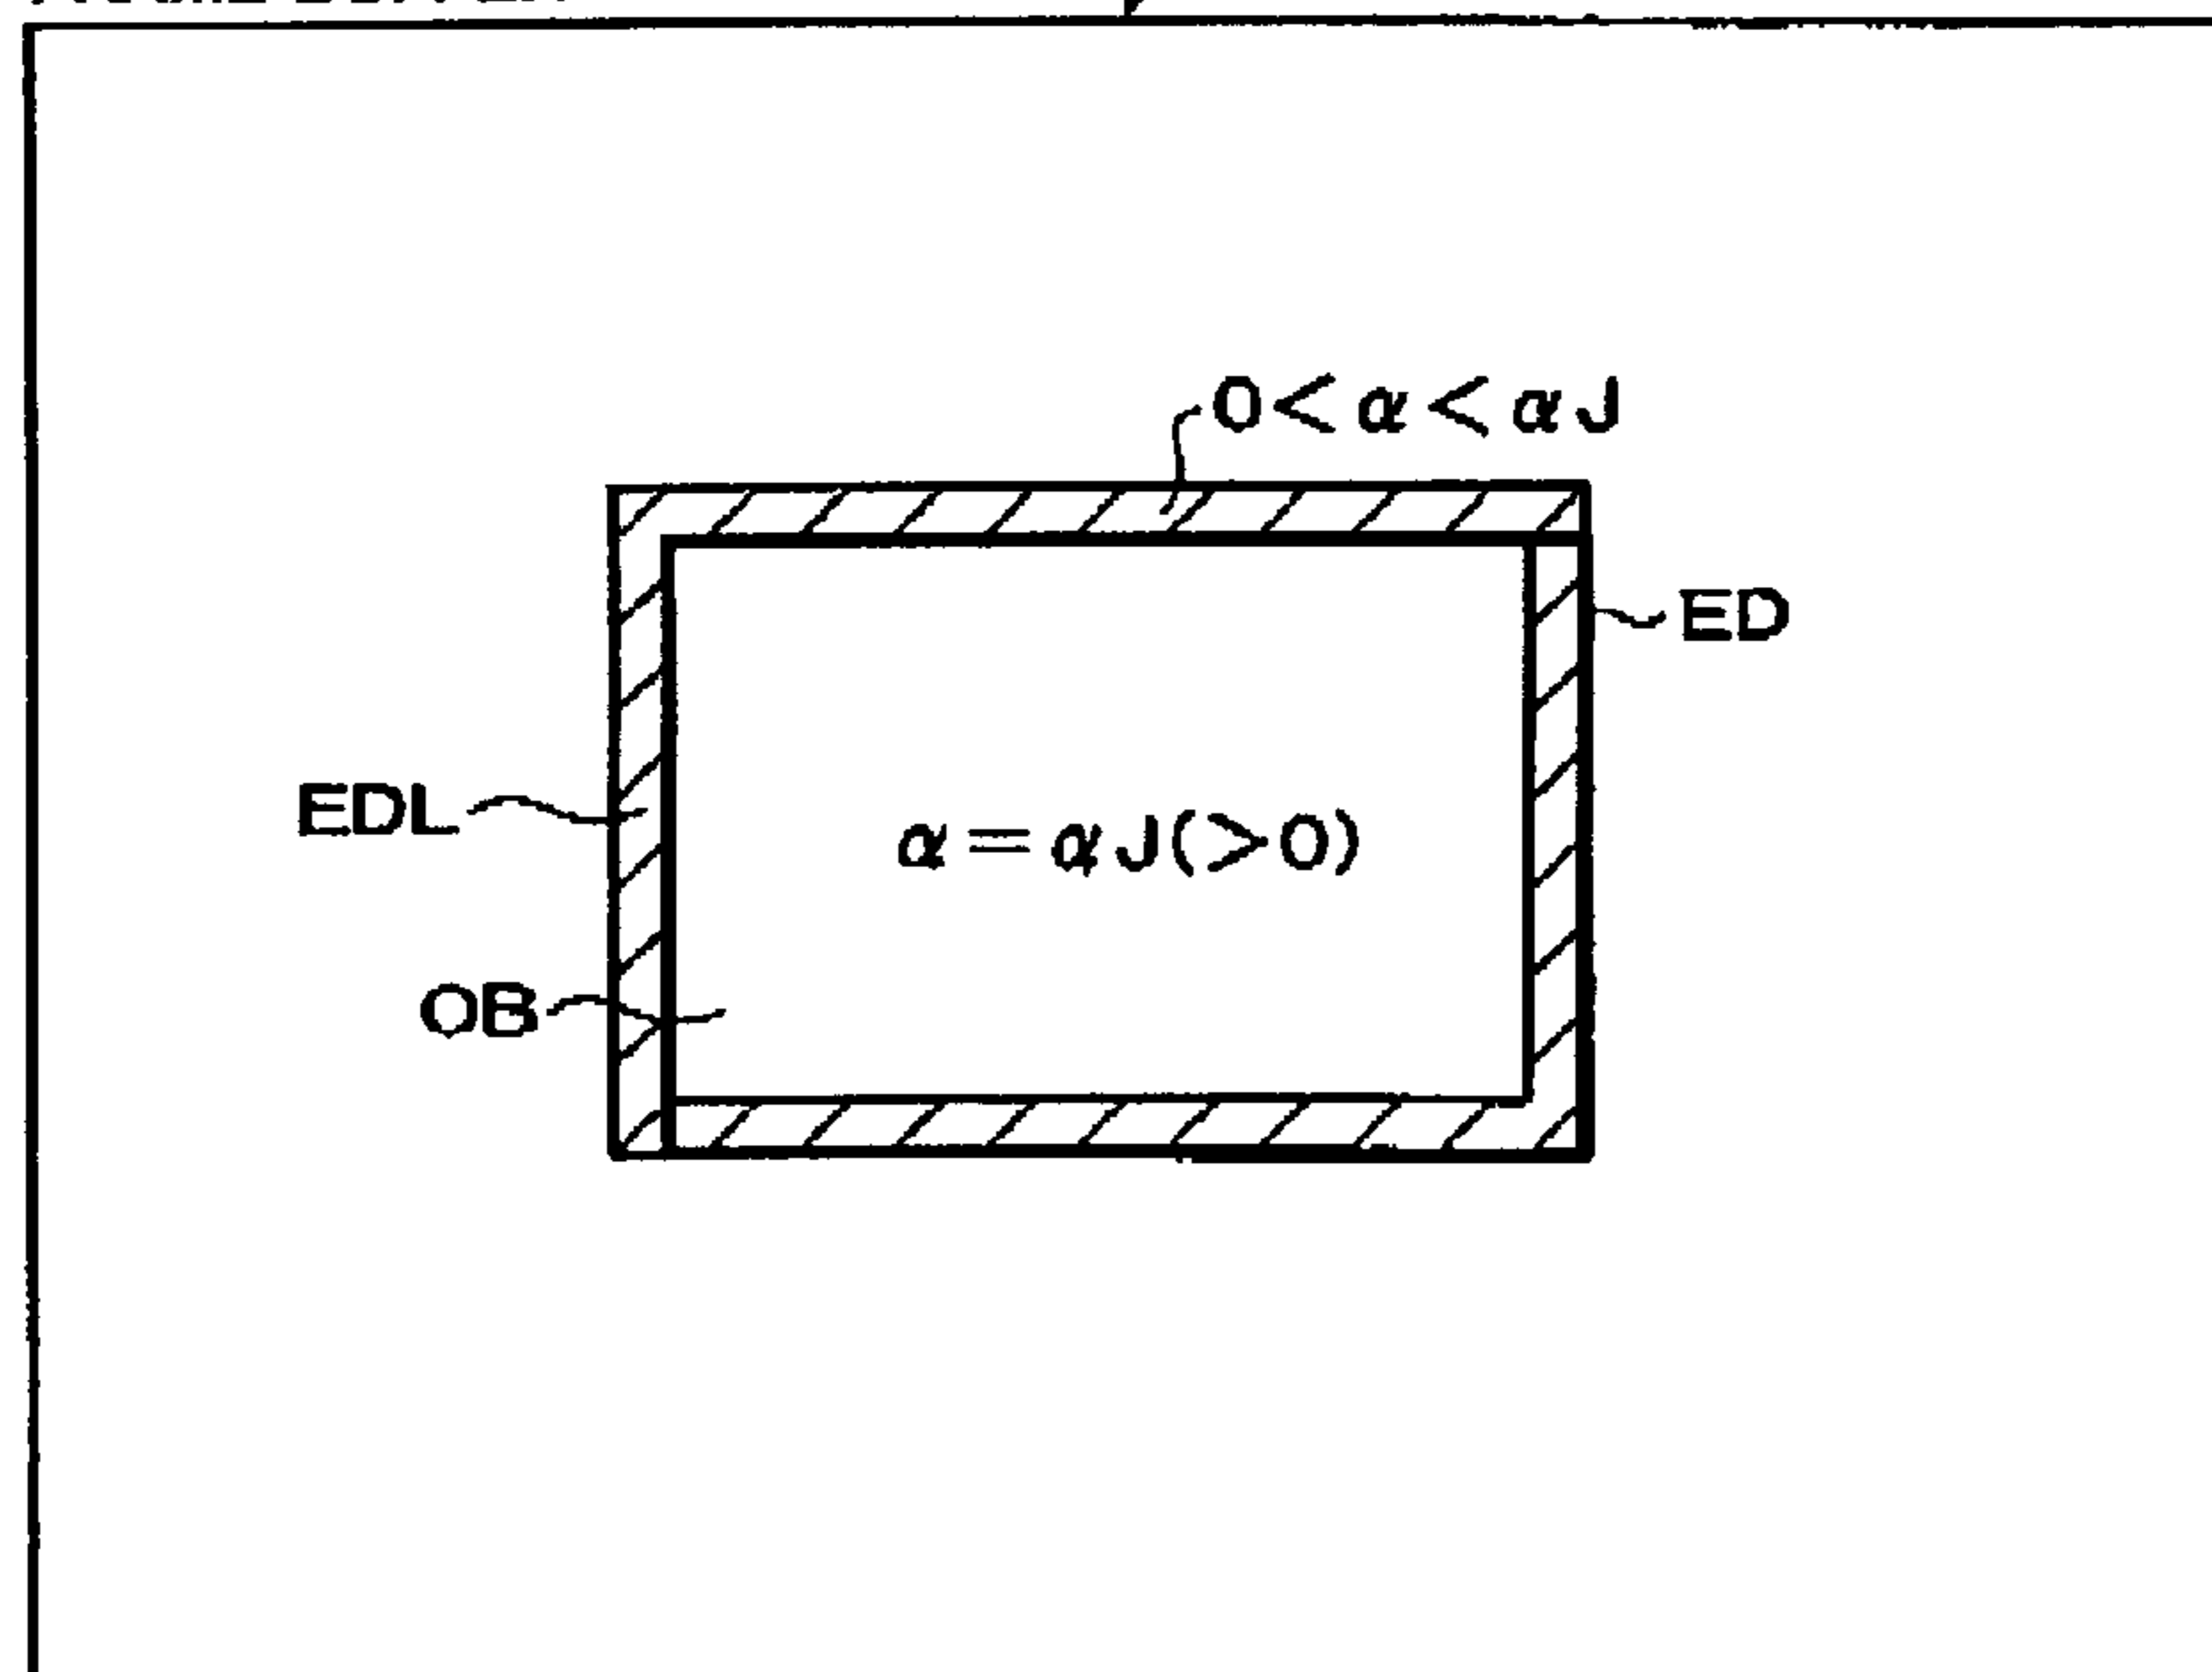 0 < α < αJ
ED
EDL
α = αJ(>0)
OB